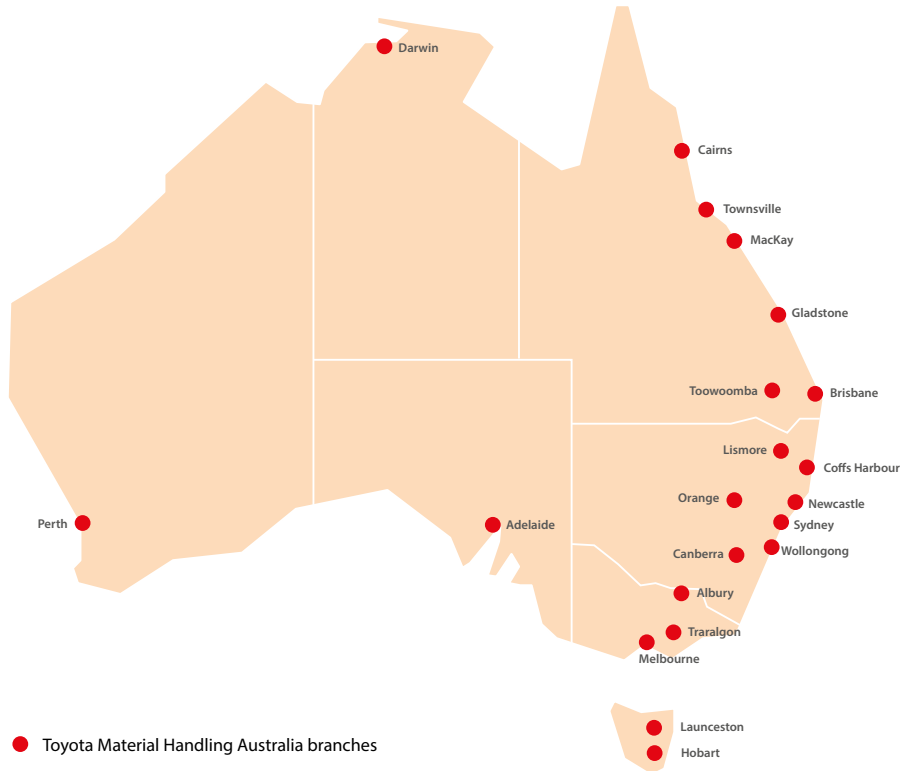 Darwin
Cairns
Townsville
MacKay
Gladstone
Toowoomba
Brisbane
Lismore
Coffs Harbour
Orange
Newcastle
Perth
Adelaide
Sydney
Canberra
Wollongong
Albury
Traralgon
Melbourne
Launceston
Toyota Material Handling Australia branches
Hobart